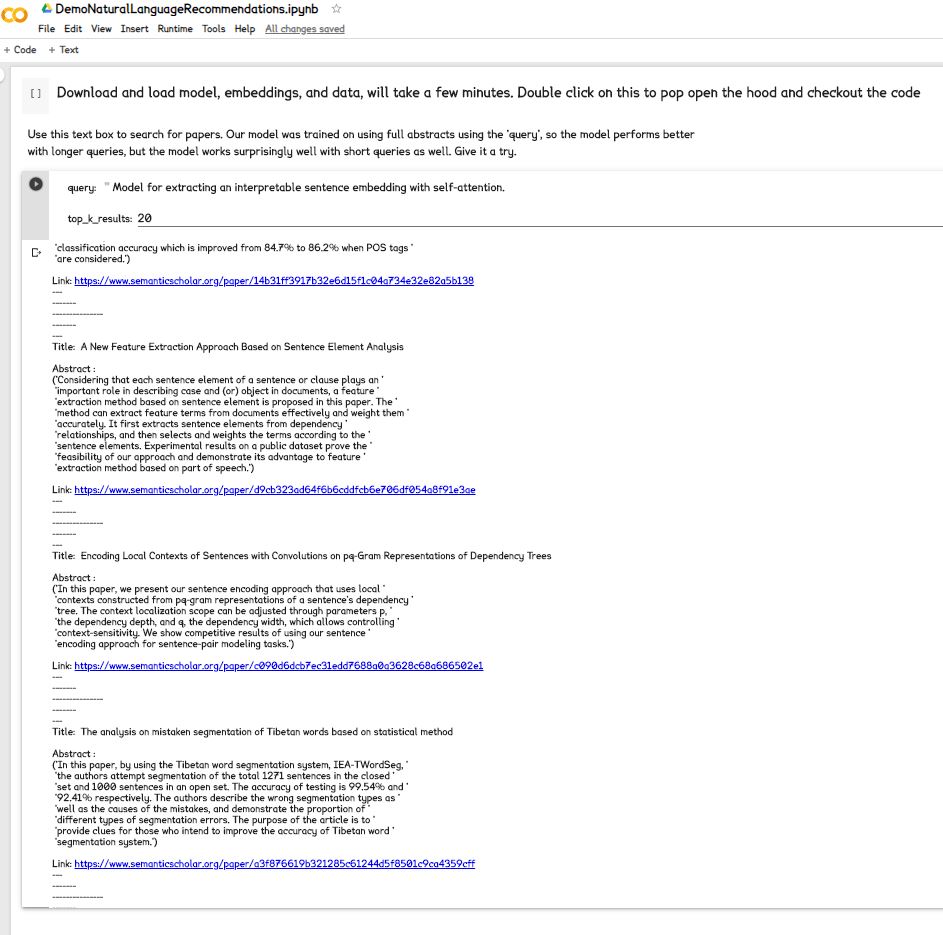 DemoNaturalLanguageRecommendations.ipynb
File Edit View Insert Runtime Tools Help All changes saved
+ Code + Text
[ ] Download and load model, embeddings, and data, will take a few minutes. Double click on this to pop open the hood and checkout the code
Use this text box to search for papers. Our model was trained on using full abstracts using the 'query', so the model performs better
with longer queries, but the model works surprisingly well with short queries as well. Give it a try.
query: " Model for extracting an interpretable sentence embedding with self-attention.
top_k_results: 20
'classification accuracy which is improved from 84.7% to 86.2% when POS tags '
'are considered.')
Link: https://www.semanticscholar.org/paper/14b31ff3917b32e6d15f1c04a734e32e82a5b138
---
-------
---------------
-------
---
Title: A New Feature Extraction Approach Based on Sentence Element Analysis
Abstract :
('Considering that each sentence element of a sentence or clause plays an '
'important role in describing case and (or) object in documents, a feature '
'extraction method based on sentence element is proposed in this paper. The '
'method can extract feature terms from documents effectively and weight them '
'accurately. It first extracts sentence elements from dependency '
'relationships, and then selects and weights the terms according to the '
'sentence elements. Experimental results on a public dataset prove the '
'feasibility of our approach and demonstrate its advantage to feature '
'extraction method based on part of speech.')
Link: https://www.semanticscholar.org/paper/d9cb323ad64f6b6cddfcb6e706df054a8f91e3ae
---
-------
---------------
-------
---
Title: Encoding Local Contexts of Sentences with Convolutions on pq-Gram Representations of Dependency Trees
Abstract :
('In this paper, we present our sentence encoding approach that uses local '
'contexts constructed from pq-gram representations of a sentence's dependency '
'tree. The context localization scope can be adjusted through parameters p, '
'the dependency depth, and q, the dependency width, which allows controlling '
'context-sensitivity. We show competitive results of using our sentence '
'encoding approach for sentence-pair modeling tasks.')
Link: https://www.semanticscholar.org/paper/c090d6dcb7ec31edd7688a0a3628c68a686502e1
---
-------
---------------
-------
---
Title: The analysis on mistaken segmentation of Tibetan words based on statistical method
Abstract :
('In this paper, by using the Tibetan word segmentation system, IEA-TWordSeg, '
'the authors attempt segmentation of the total 1271 sentences in the closed '
'set and 1000 sentences in an open set. The accuracy of testing is 99.54% and '
'92.41% respectively. The authors describe the wrong segmentation types as '
'well as the causes of the mistakes, and demonstrate the proportion of '
'different types of segmentation errors. The purpose of the article is to '
'provide clues for those who intend to improve the accuracy of Tibetan word '
'segmentation system.')
Link: https://www.semanticscholar.org/paper/a3f876619b321285c61244d5f8501c9ca4359cff
---
-------
---------------